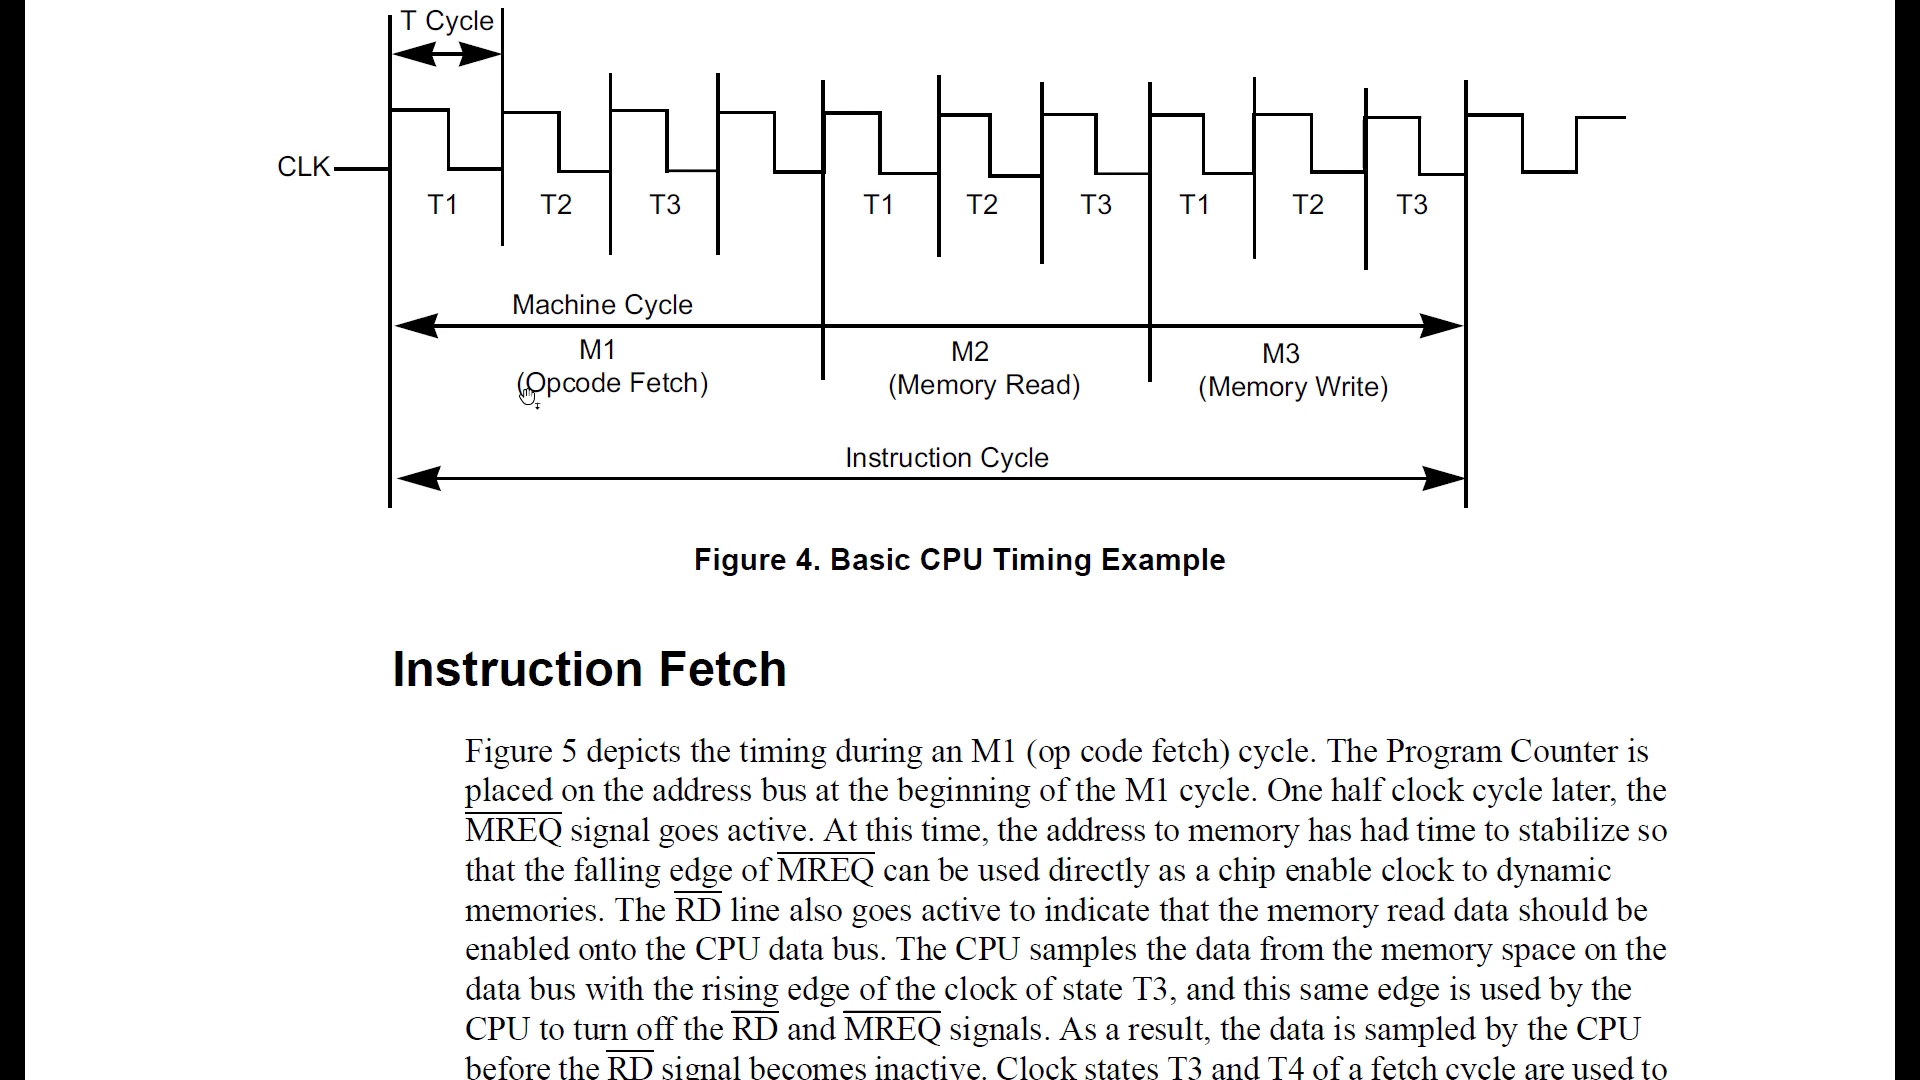 T Cycle
CLK
T1 T2 T3 T1 T2 T3 T1 T2 T3
Machine Cycle
M1 M2 M3
(Opcode Fetch) (Memory Read) (Memory Write)
Instruction Cycle
Figure 4. Basic CPU Timing Example
Instruction Fetch
Figure 5 depicts the timing during an M1 (op code fetch) cycle. The Program Counter is
placed on the address bus at the beginning of the M1 cycle. One half clock cycle later, the
MREQ signal goes active. At this time, the address to memory has had time to stabilize so
that the falling edge of MREQ can be used directly as a chip enable clock to dynamic
memories. The RD line also goes active to indicate that the memory read data should be
enabled onto the CPU data bus. The CPU samples the data from the memory space on the
data bus with the rising edge of the clock of state T3, and this same edge is used by the
CPU to turn off the RD and MREQ signals. As a result, the data is sampled by the CPU
before the RD signal becomes inactive. Clock states T3 and T4 of a fetch cycle are used to